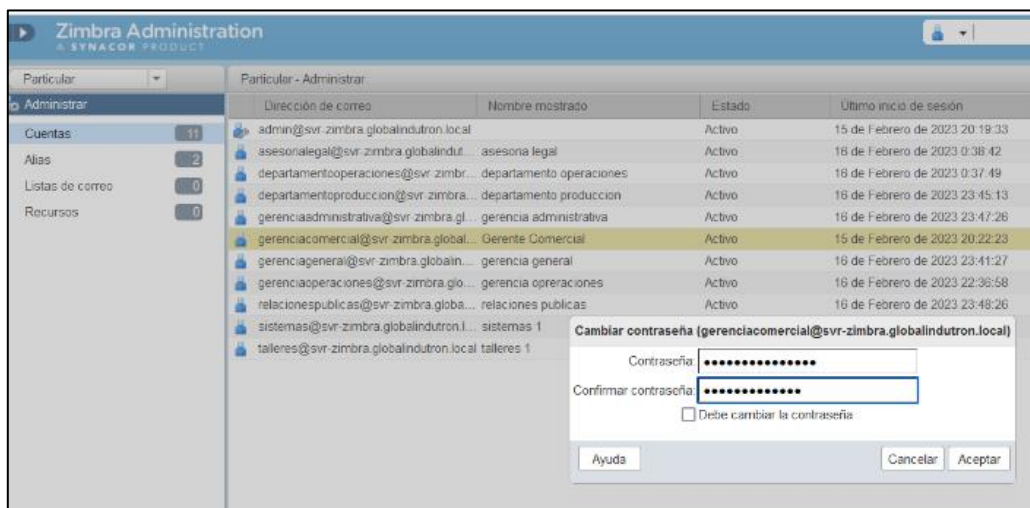 Zimbra Administration
A SYNACOR PRODUCT
Particular
Particular - Administrar
Administrar
Dirección de correo Nombre mostrado Estado Último inicio de sesión
Cuentas 11
Alias 2
Listas de correo 0
Recursos 0
admin@svr-zimbra.globalindutron.local Activo 15 de Febrero de 2023 20:19:33
asesorialegal@svr-zimbra.globalindut... asesoria legal Activo 16 de Febrero de 2023 0:38:42
departamentooperaciones@svr-zimbr... departamento operaciones Activo 16 de Febrero de 2023 0:37:49
departamentoproduccion@svr-zimbra... departamento produccion Activo 16 de Febrero de 2023 23:45:13
gerenciaadministrativa@svr-zimbra.gl... gerencia administrativa Activo 16 de Febrero de 2023 23:47:26
gerenciacomercial@svr-zimbra.global... Gerente Comercial Activo 15 de Febrero de 2023 20:22:23
gerenciageneral@svr-zimbra.globalin... gerencia general Activo 16 de Febrero de 2023 23:41:27
gerenciaoperaciones@svr-zimbra.glo... gerencia opreraciones Activo 16 de Febrero de 2023 22:36:58
relacionespublicas@svr-zimbra.globa... relaciones publicas Activo 16 de Febrero de 2023 23:48:26
sistemas@svr-zimbra.globalindutron.l... sistemas 1
talleres@svr-zimbra.globalindutron.local talleres 1
Cambiar contraseña (gerenciacomercial@svr-zimbra.globalindutron.local)
Contraseña:
Confirmar contraseña:
Debe cambiar la contraseña
Ayuda Cancelar Aceptar